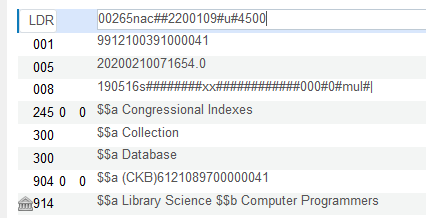 LDR 00265nac##2200109#u#4500
001 9912100391000041
005 20200210071654.0
008 190516s########xx############000#0#mul#|
245 0 0 $$a Congressional Indexes
300 $$a Collection
300 $$a Database
904 0 0 $$a (CKB)6121089700000041
914 $$a Library Science $$b Computer Programmers